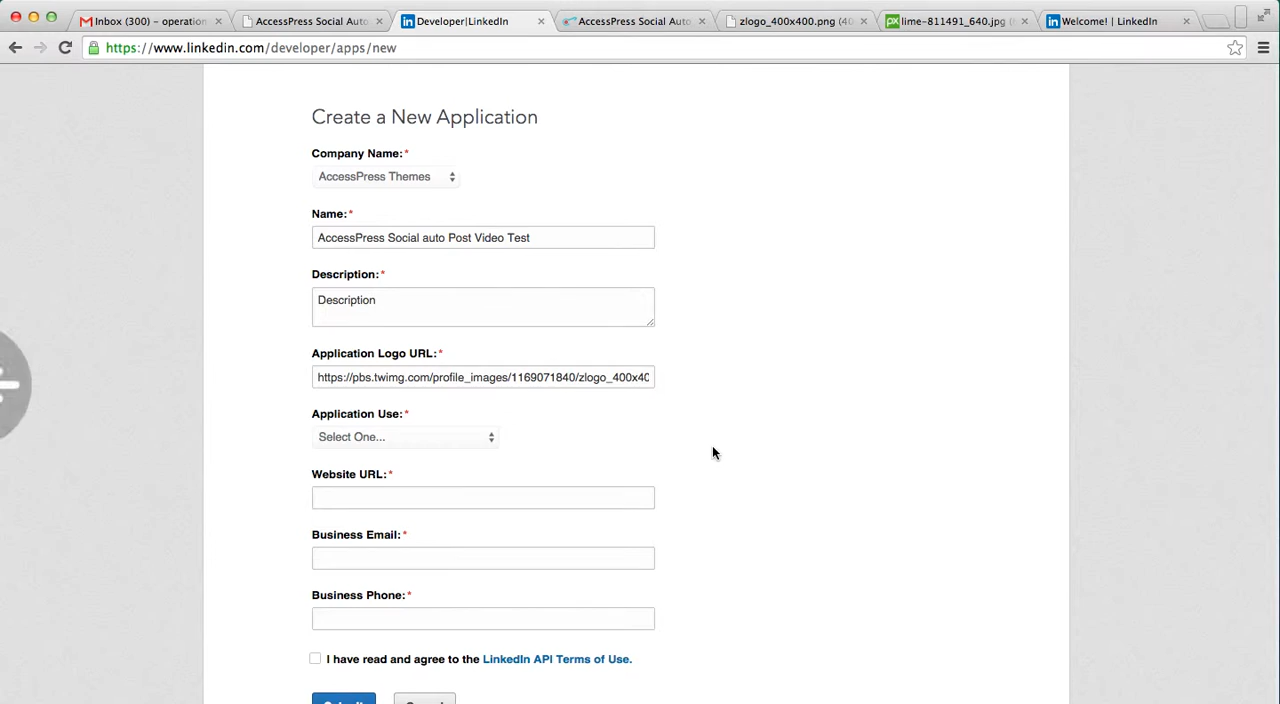 Inbox (300) – operation
AccessPress Social Auto
Developer|LinkedIn
AccessPress Social Auto
zlogo_400x400.png (40
lime-811491_640.jpg (
Welcome! | LinkedIn
https://www.linkedin.com/developer/apps/new
Create a New Application
Company Name:*
AccessPress Themes
Name:*
AccessPress Social auto Post Video Test
Description:*
Description
Application Logo URL:*
https://pbs.twimg.com/profile_images/1169071840/zlogo_400x40
Application Use:*
Select One...
Website URL:*
Business Email:*
Business Phone:*
I have read and agree to the LinkedIn API Terms of Use.